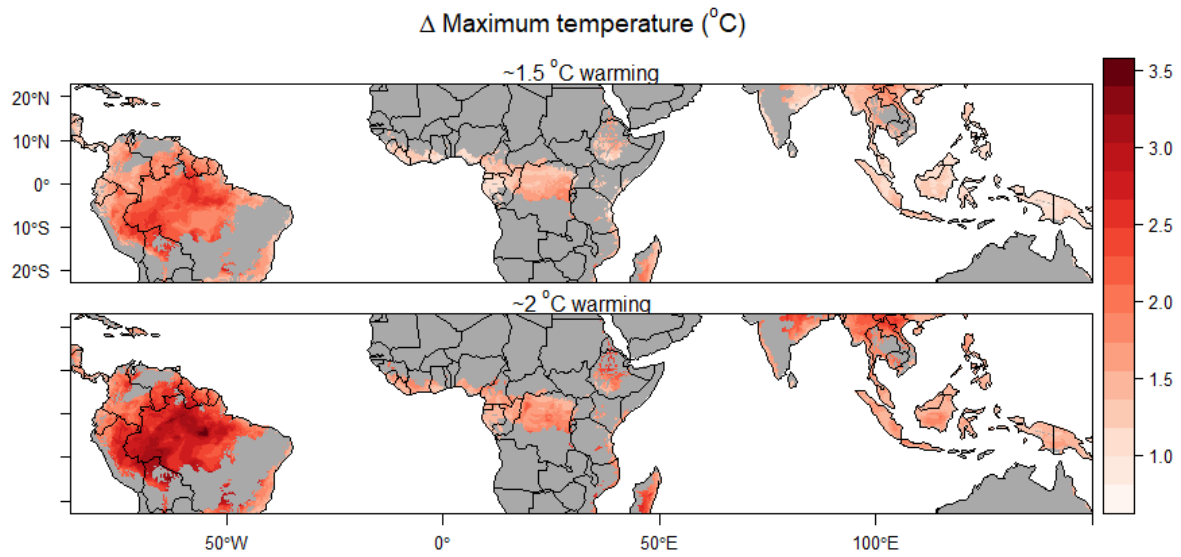 Δ Maximum temperature (°C)
~1.5 °C warming
20°N
10°N
0°
10°S
20°S
~2 °C warming
50°W
0°
50°E
100°E
3.5
3.0
2.5
2.0
1.5
1.0